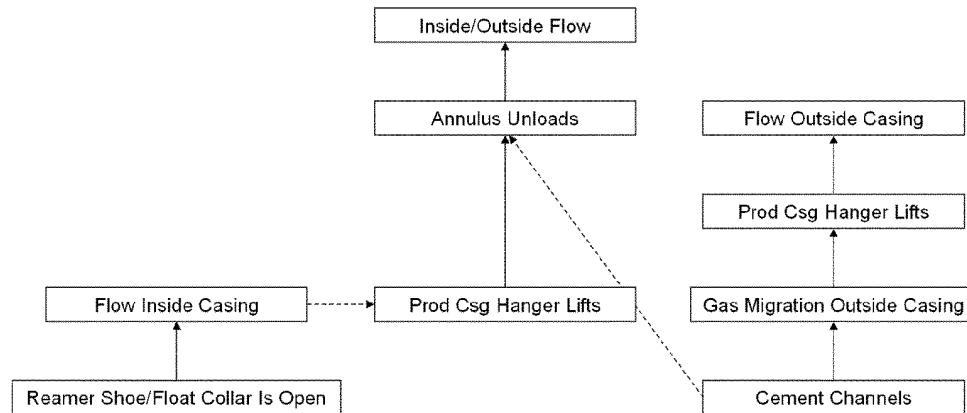 Inside/Outside Flow
Annulus Unloads
Flow Outside Casing
Prod Csg Hanger Lifts
Flow Inside Casing
Prod Csg Hanger Lifts
Gas Migration Outside Casing
Reamer Shoe/Float Collar Is Open
Cement Channels